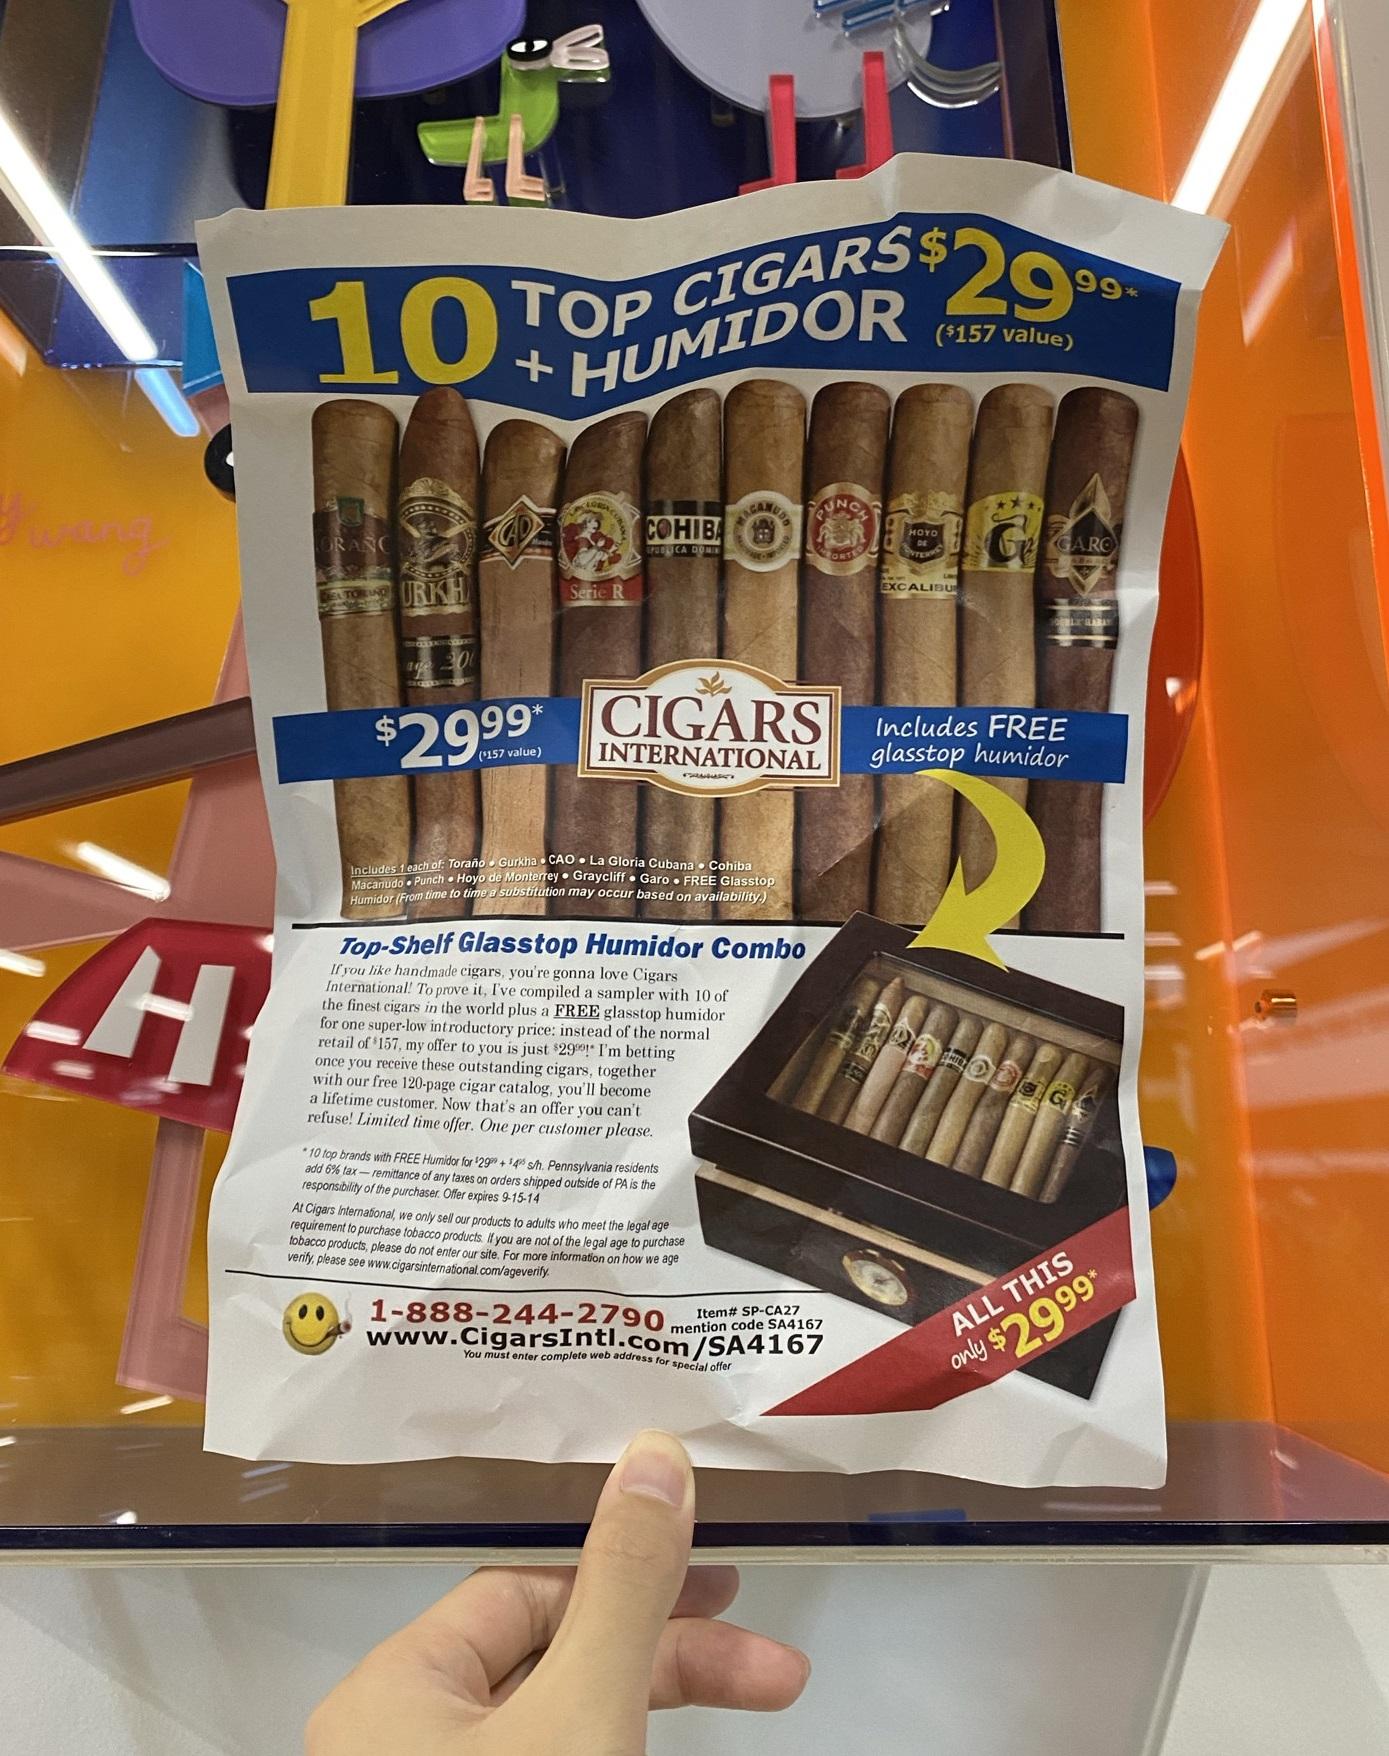 10 TOP CIGARS $29.99*
+ HUMIDOR ($157 value)
COHIBA
MACANUDO
PUNCH
IMPORTED
HOYO
DE
MONTERREY
EXCALIBU
G2
GARO
CAO
URKHA
Serie R
$29.99*
($157 value)
CIGARS
INTERNATIONAL
Includes FREE
glasstop humidor
Includes 1 each of: Toraño • Gurkha • CAO • La Gloria Cubana • Cohiba
Macanudo • Punch • Hoyo de Monterrey • Graycliff • Garo • FREE Glasstop
Humidor (From time to time a substitution may occur based on availability.)
Top-Shelf Glasstop Humidor Combo
If you like handmade cigars, you're gonna love Cigars
International! To prove it, I've compiled a sampler with 10 of
the finest cigars in the world plus a FREE glasstop humidor
for one super-low introductory price: instead of the normal
retail of $157, my offer to you is just $29.99!* I'm betting
once you receive these outstanding cigars, together
with our free 120-page cigar catalog, you'll become
a lifetime customer. Now that's an offer you can't
refuse! Limited time offer. One per customer please.
*10 top brands with FREE Humidor for $29.99 + $4.95 s/h. Pennsylvania residents
add 6% tax — remittance of any taxes on orders shipped outside of PA is the
responsibility of the purchaser. Offer expires 9-15-14
At Cigars International, we only sell our products to adults who meet the legal age
requirement to purchase tobacco products. If you are not of the legal age to purchase
tobacco products, please do not enter our site. For more information on how we age
verify, please see www.cigarsinternational.com/ageverify.
1-888-244-2790 Item# SP-CA27
mention code SA4167
www.CigarsIntl.com/SA4167
You must enter complete web address for special offer
ALL THIS
only $29.99*
H
wang